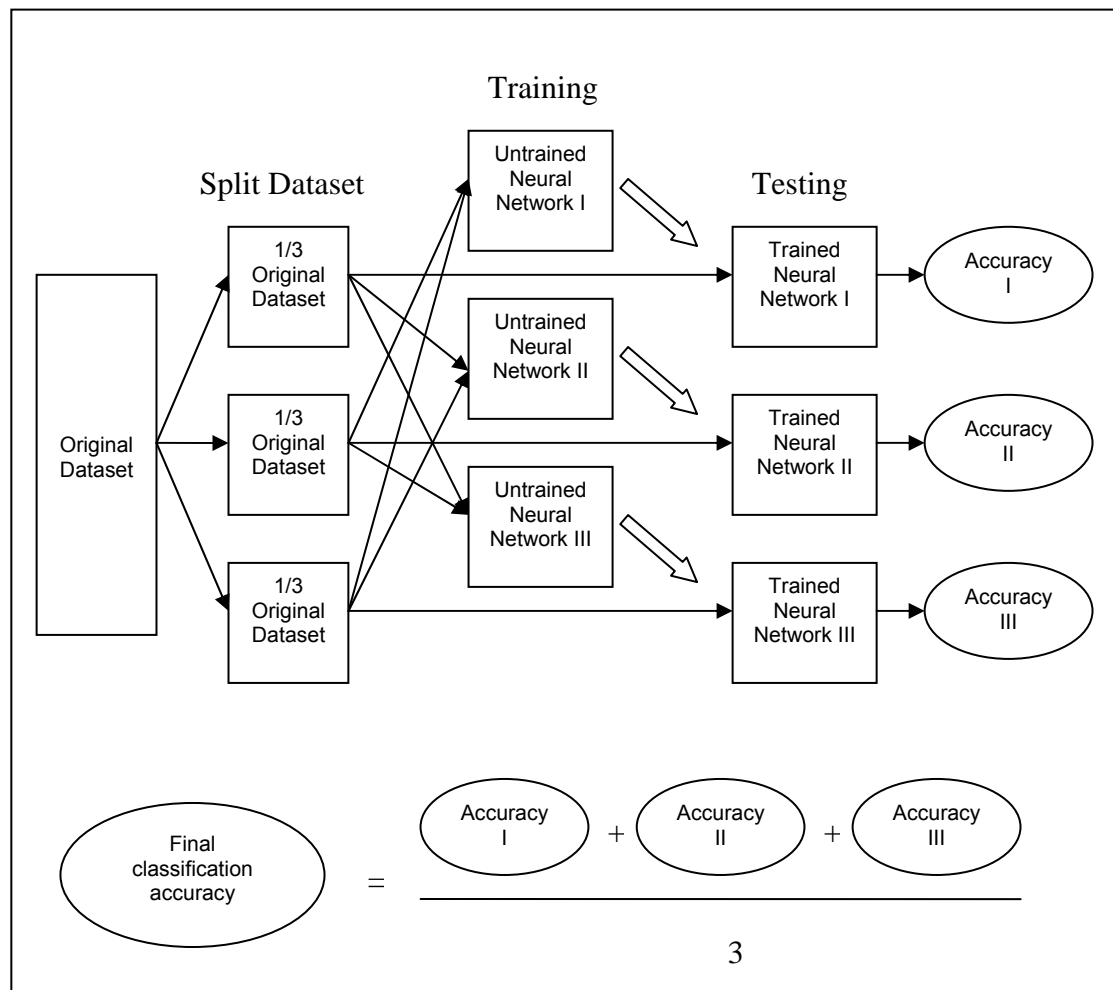 Training
Split Dataset
Testing
Untrained
Neural
Network I
1/3
Original
Dataset
Trained
Neural
Network I
Accuracy
I
Untrained
Neural
Network II
Original
Dataset
1/3
Original
Dataset
Trained
Neural
Network II
Accuracy
II
Untrained
Neural
Network III
1/3
Original
Dataset
Trained
Neural
Network III
Accuracy
III
Final
classification
accuracy
=
Accuracy
I
+
Accuracy
II
+
Accuracy
III
3